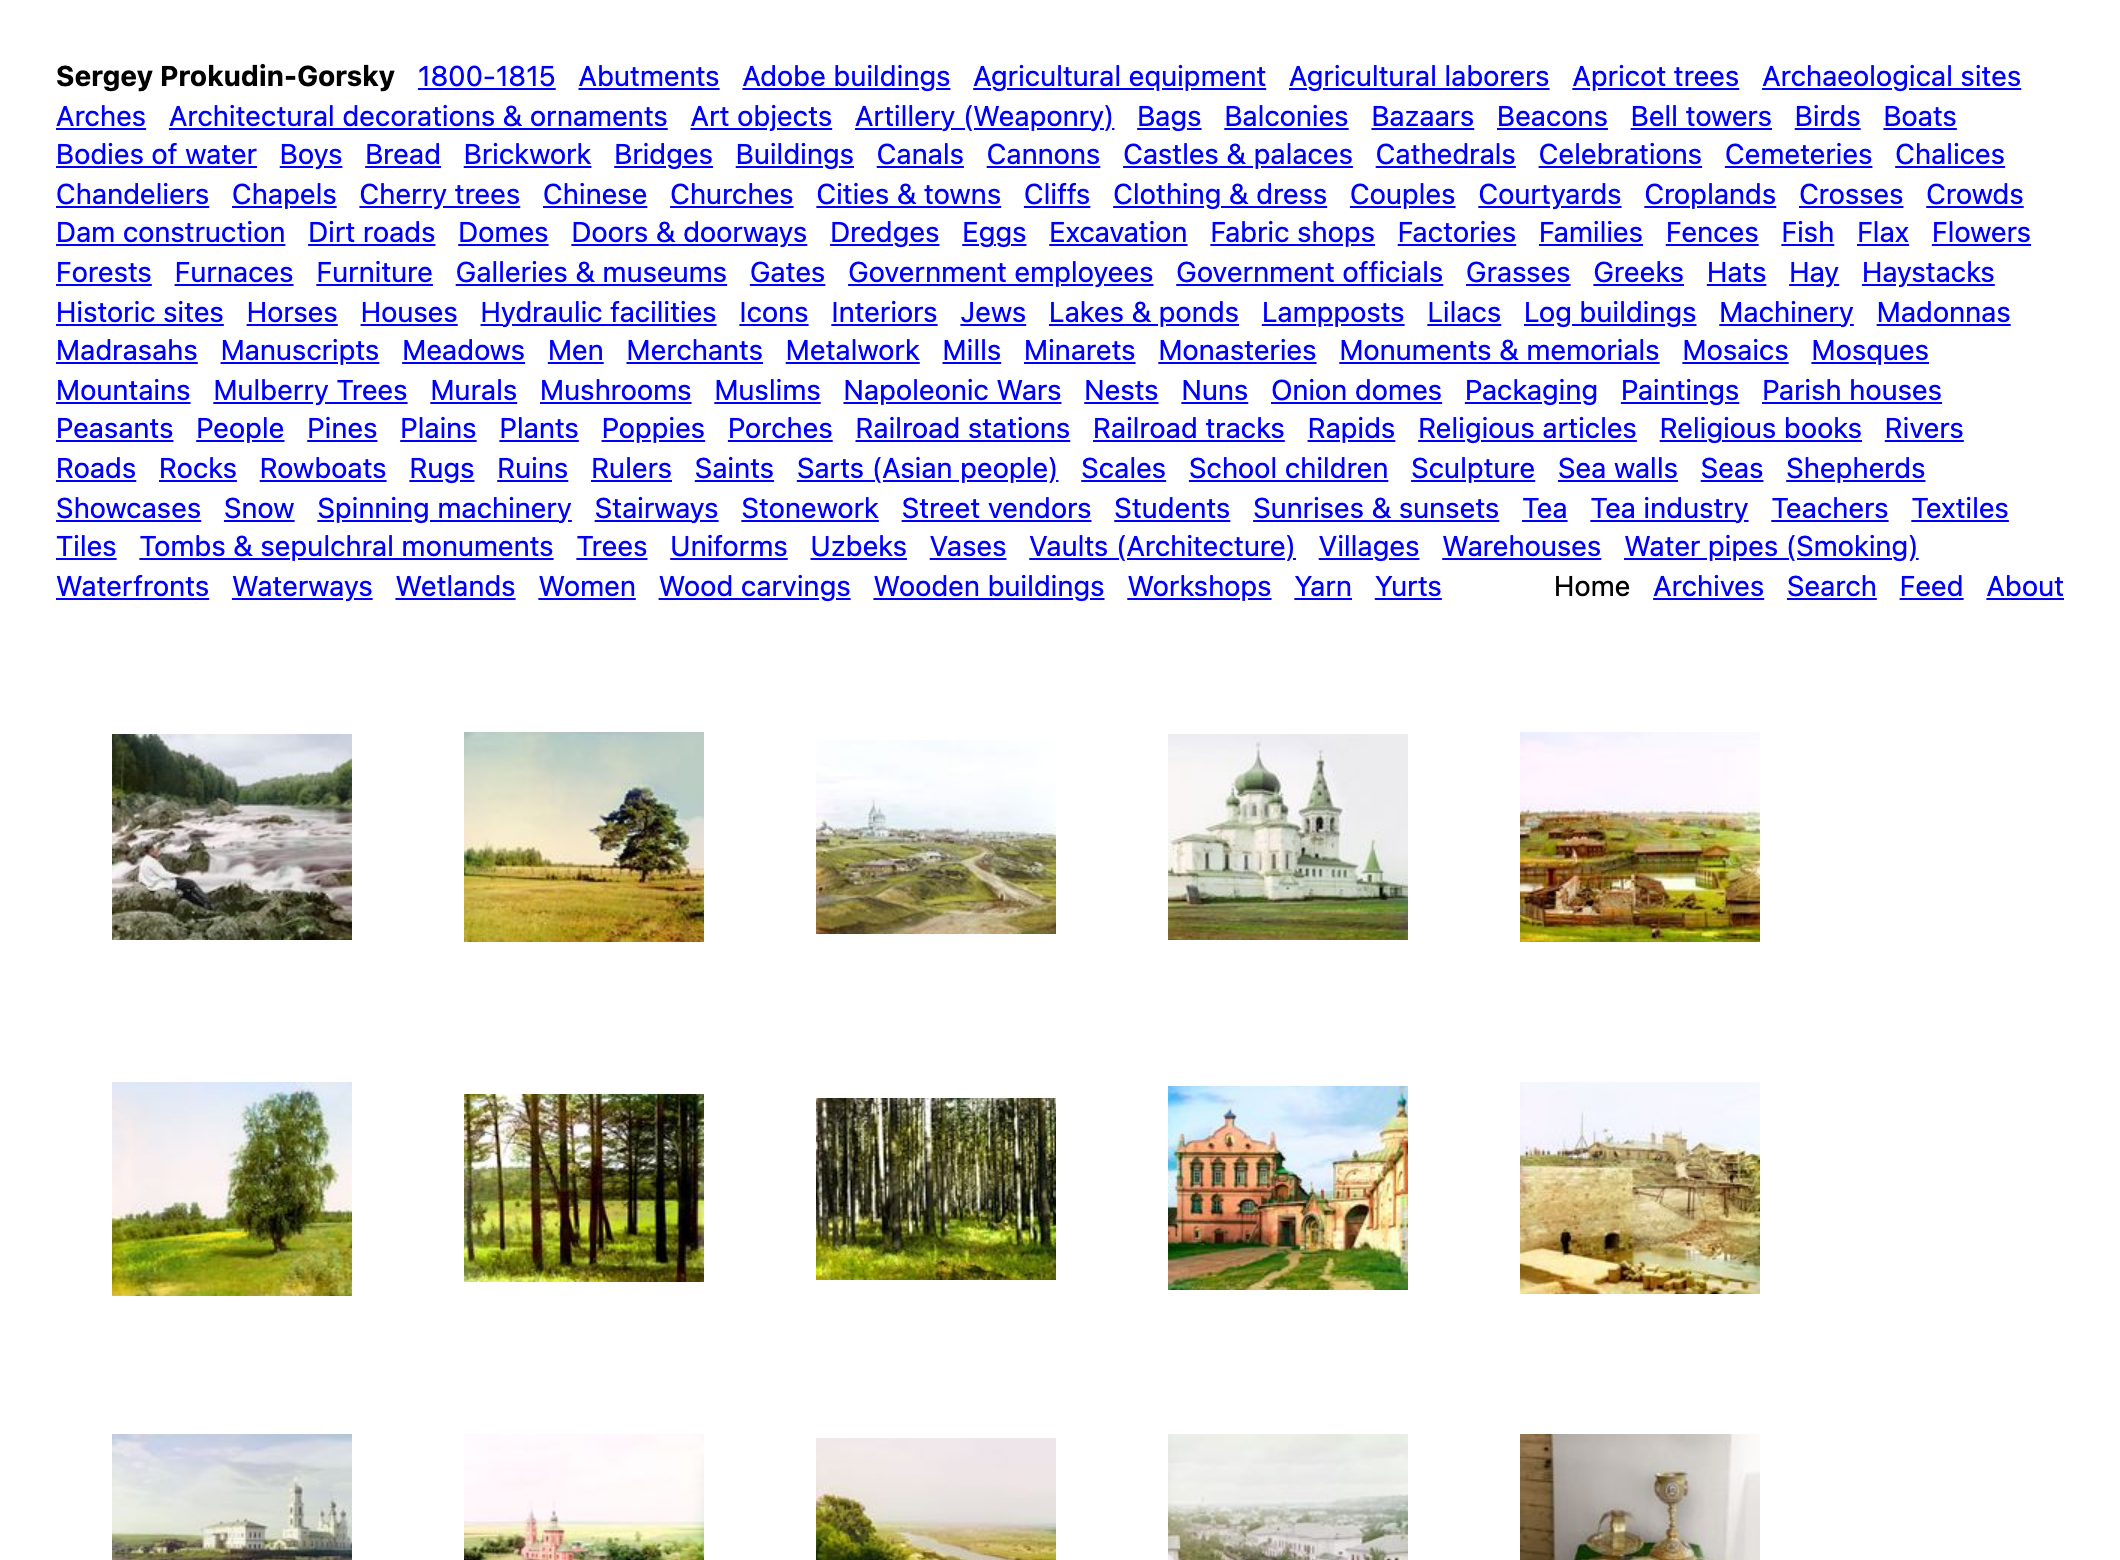 Sergey Prokudin-Gorsky 1800-1815 Abutments Adobe buildings Agricultural equipment Agricultural laborers Apricot trees Archaeological sites
Arches Architectural decorations & ornaments Art objects Artillery (Weaponry) Bags Balconies Bazaars Beacons Bell towers Birds Boats
Bodies of water Boys Bread Brickwork Bridges Buildings Canals Cannons Castles & palaces Cathedrals Celebrations Cemeteries Chalices
Chandeliers Chapels Cherry trees Chinese Churches Cities & towns Cliffs Clothing & dress Couples Courtyards Croplands Crosses Crowds
Dam construction Dirt roads Domes Doors & doorways Dredges Eggs Excavation Fabric shops Factories Families Fences Fish Flax Flowers
Forests Furnaces Furniture Galleries & museums Gates Government employees Government officials Grasses Greeks Hats Hay Haystacks
Historic sites Horses Houses Hydraulic facilities Icons Interiors Jews Lakes & ponds Lampposts Lilacs Log buildings Machinery Madonnas
Madrasahs Manuscripts Meadows Men Merchants Metalwork Mills Minarets Monasteries Monuments & memorials Mosaics Mosques
Mountains Mulberry Trees Murals Mushrooms Muslims Napoleonic Wars Nests Nuns Onion domes Packaging Paintings Parish houses
Peasants People Pines Plains Plants Poppies Porches Railroad stations Railroad tracks Rapids Religious articles Religious books Rivers
Roads Rocks Rowboats Rugs Ruins Rulers Saints Sarts (Asian people) Scales School children Sculpture Sea walls Seas Shepherds
Showcases Snow Spinning machinery Stairways Stonework Street vendors Students Sunrises & sunsets Tea Tea industry Teachers Textiles
Tiles Tombs & sepulchral monuments Trees Uniforms Uzbeks Vases Vaults (Architecture) Villages Warehouses Water pipes (Smoking)
Waterfronts Waterways Wetlands Women Wood carvings Wooden buildings Workshops Yarn Yurts Home Archives Search Feed About